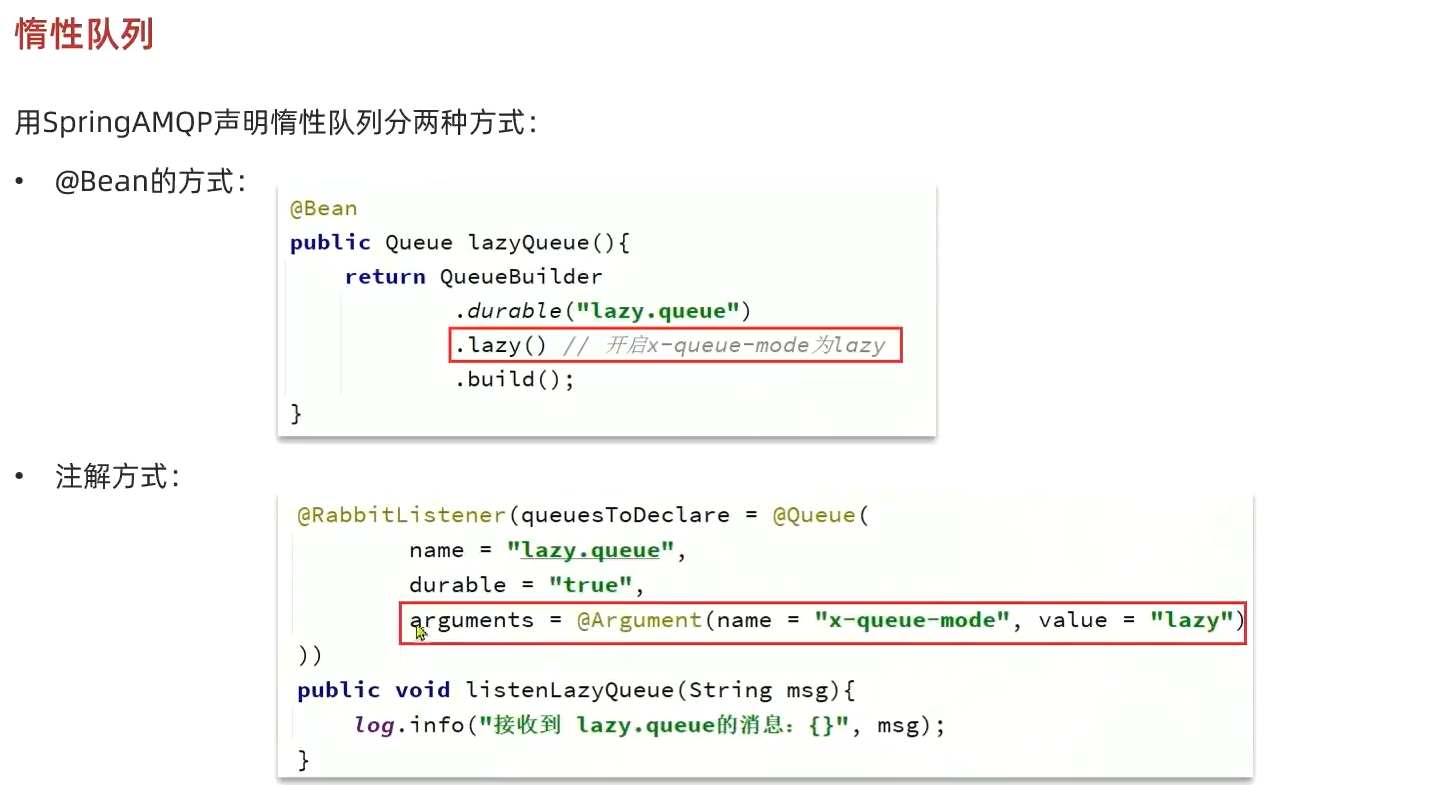 惰性队列
用SpringAMQP声明惰性队列分两种方式：
• @Bean的方式：
@Bean
public Queue lazyQueue(){
return QueueBuilder
.durable("lazy.queue")
.lazy() // 开启x-queue-mode为lazy
.build();
}
• 注解方式：
@RabbitListener(queuesToDeclare = @Queue(
name = "lazy.queue",
durable = "true",
arguments = @Argument(name = "x-queue-mode", value = "lazy")
))
public void listenLazyQueue(String msg){
log.info("接收到 lazy.queue的消息：{}", msg);
}